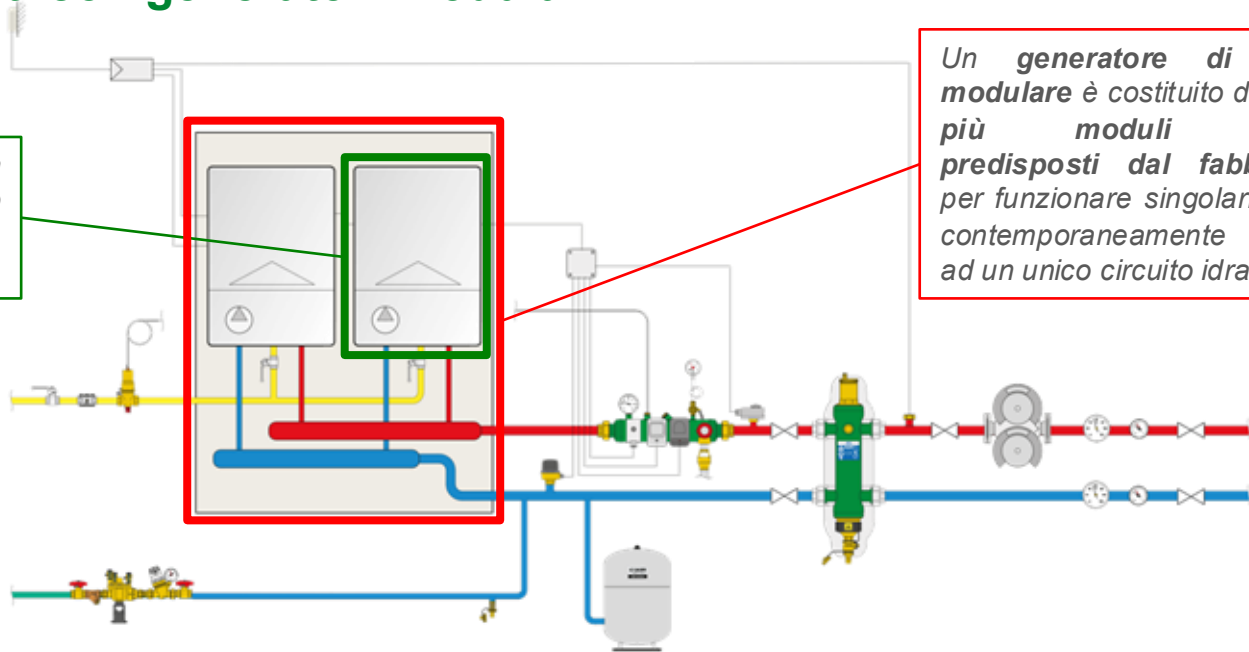 Un generatore di
modulare è costituito d
più moduli
predisposti dal fabb
per funzionare singolar
contemporaneamente
ad un unico circuito idra